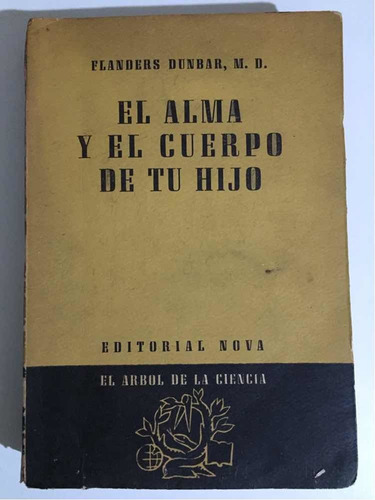 FLANDERS DUNBAR, M. D.
EL ALMA
Y EL CUERPO
DE TU HIJO
EDITORIAL NOVA
EL ARBOL DE LA CIENCIA